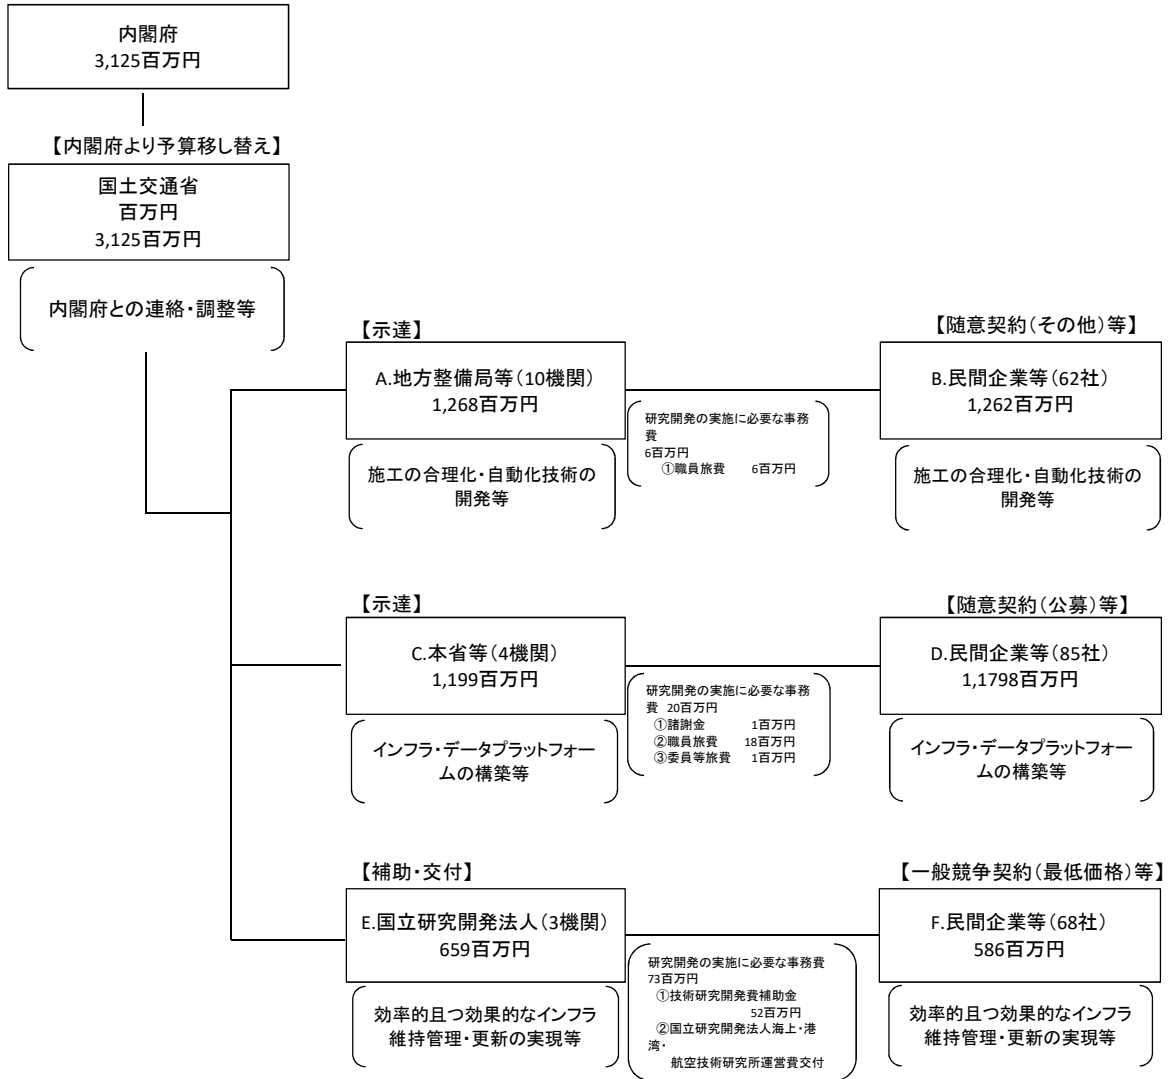 内閣府
3,125百万円
【内閣府より予算移し替え】
国土交通省
百万円
3,125百万円
内閣府との連絡・調整等
【示達】
A.地方整備局等(10機関)
1,268百万円
施工の合理化・自動化技術の
開発等
研究開発の実施に必要な事務
費
6百万円
①職員旅費 6百万円
【随意契約(その他)等】
B.民間企業等(62社)
1,262百万円
施工の合理化・自動化技術の
開発等
【示達】
C.本省等(4機関)
1,199百万円
インフラ・データプラットフォー
ムの構築等
研究開発の実施に必要な事務
費 20百万円
①諸謝金 1百万円
②職員旅費 18百万円
③委員等旅費 1百万円
【随意契約(公募)等】
D.民間企業等(85社)
1,1798百万円
インフラ・データプラットフォー
ムの構築等
【補助・交付】
E.国立研究開発法人(3機関)
659百万円
効率的且つ効果的なインフラ
維持管理・更新の実現等
研究開発の実施に必要な事務費
73百万円
①技術研究開発費補助金
52百万円
②国立研究開発法人海上・港
湾・
航空技術研究所運営費交付
【一般競争契約(最低価格)等】
F.民間企業等(68社)
586百万円
効率的且つ効果的なインフラ
維持管理・更新の実現等